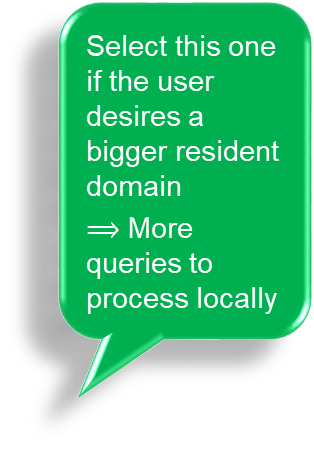 Select this one
if the user
desires a
bigger resident
domain
⟹ More
queries to
process locally